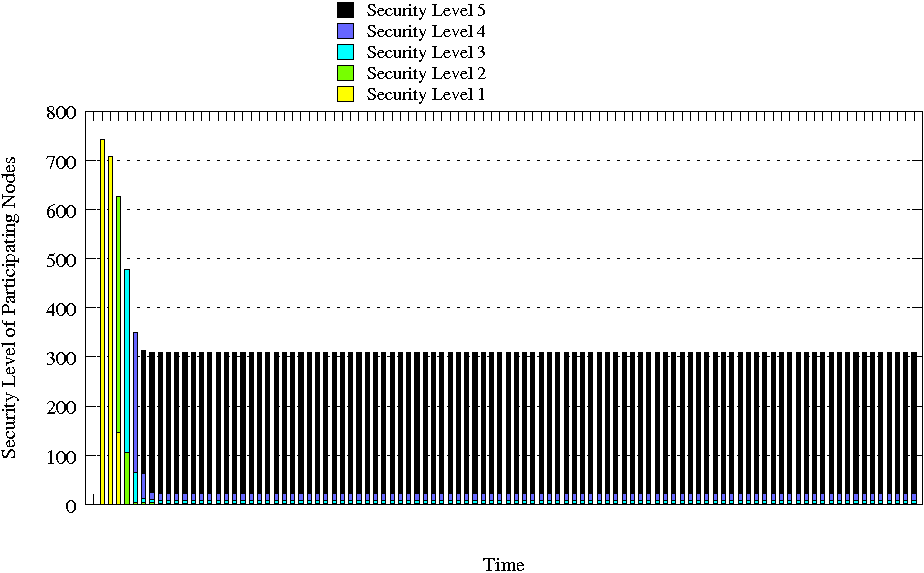 Security Level 5
Security Level 4
Security Level 3
Security Level 2
Security Level 1
800
700
600
500
400
300
200
100
0
Security Level of Participating Nodes
Time